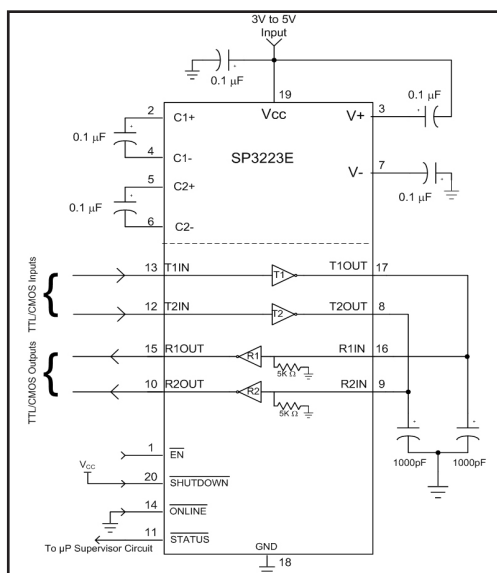 3V to 5V
Input
0.1 μF
19
VCC
V+
3
0.1 μF
2
C1+
0.1 μF
4
C1-
SP3223E
5
C2+
0.1 μF
6
C2-
V-
7
0.1 μF
TTL/CMOS Inputs
13
T1IN
T1
T1OUT
17
12
T2IN
T2
T2OUT
8
TTL/CMOS Outputs
15
R1OUT
R1
R1IN
16
5K Ω
10
R2OUT
R2
R2IN
9
5K Ω
1000pF
1000pF
1
EN
VCC
20
SHUTDOWN
14
ONLINE
11
STATUS
To μP Supervisor Circuit
GND
18